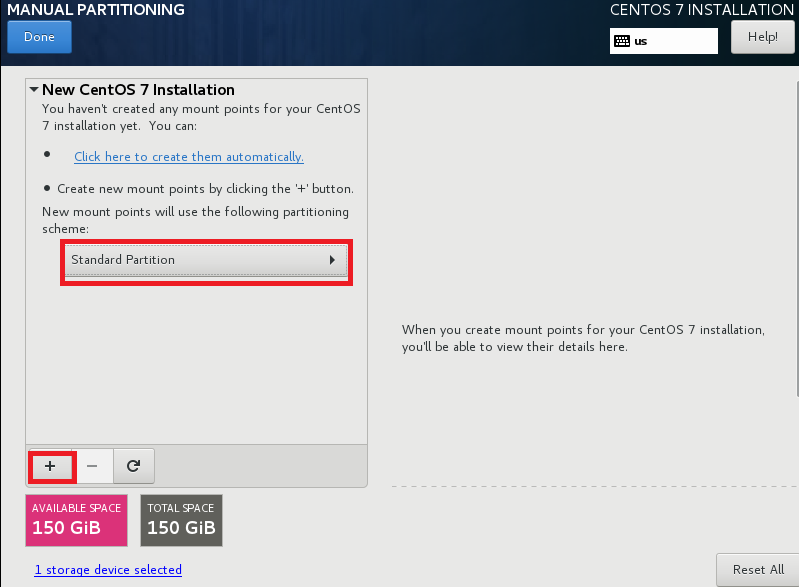 MANUAL PARTITIONING
CENTOS 7 INSTALLATION
Done
us
Help!
New CentOS 7 Installation
You haven't created any mount points for your CentOS
7 installation yet. You can:
Click here to create them automatically.
Create new mount points by clicking the '+' button.
New mount points will use the following partitioning
scheme:
Standard Partition
When you create mount points for your CentOS 7 installation,
you'll be able to view their details here.
+
−
AVAILABLE SPACE
150 GiB
TOTAL SPACE
150 GiB
1 storage device selected
Reset All